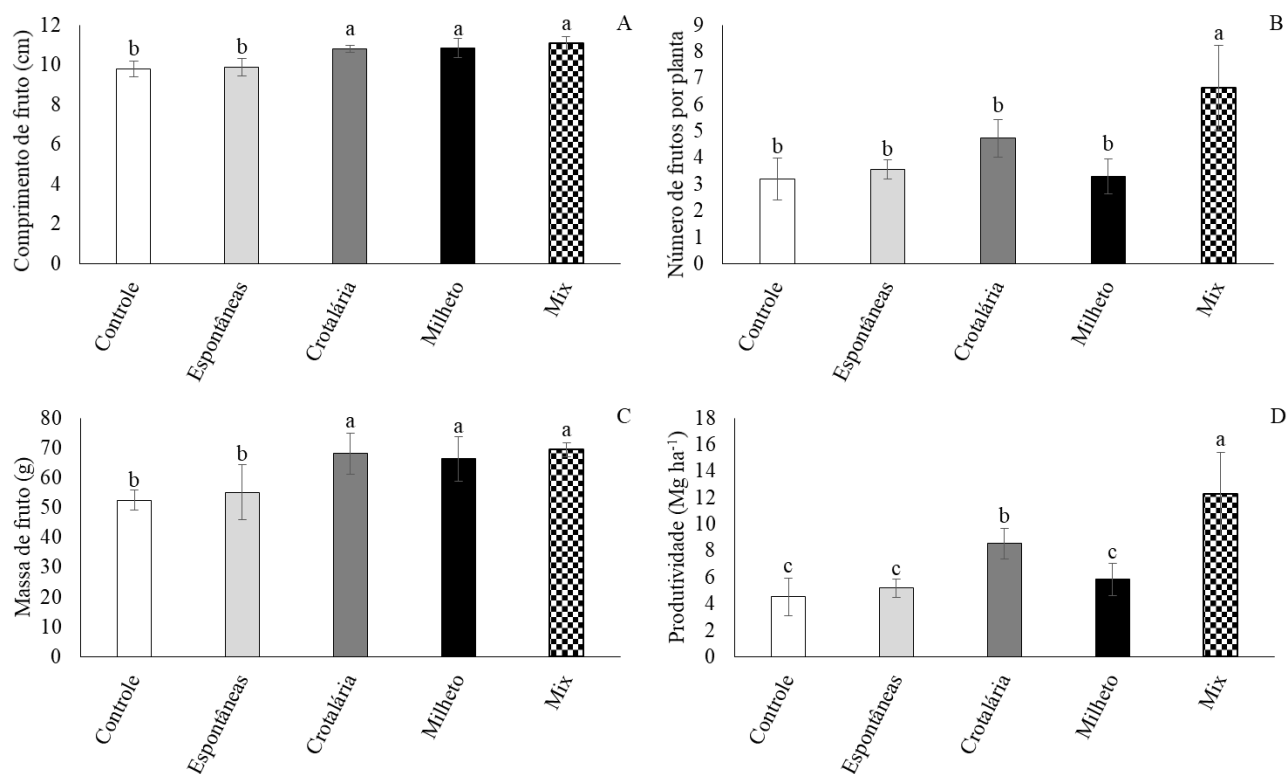 A
Comprimento de fruto (cm)
12
10
8
6
4
2
0
b
b
a
a
a
Controle
Espontâneas
Crotalária
Milheto
Mix
B
Número de frutos por planta
9
8
7
6
5
4
3
2
1
0
b
b
b
b
a
Controle
Espontâneas
Crotalária
Milheto
Mix
C
Massa de fruto (g)
80
70
60
50
40
30
20
10
0
b
b
a
a
a
Controle
Espontâneas
Crotalária
Milheto
Mix
D
Produtividade (Mg ha⁻¹)
18
16
14
12
10
8
6
4
2
0
c
c
b
c
a
Controle
Espontâneas
Crotalária
Milheto
Mix